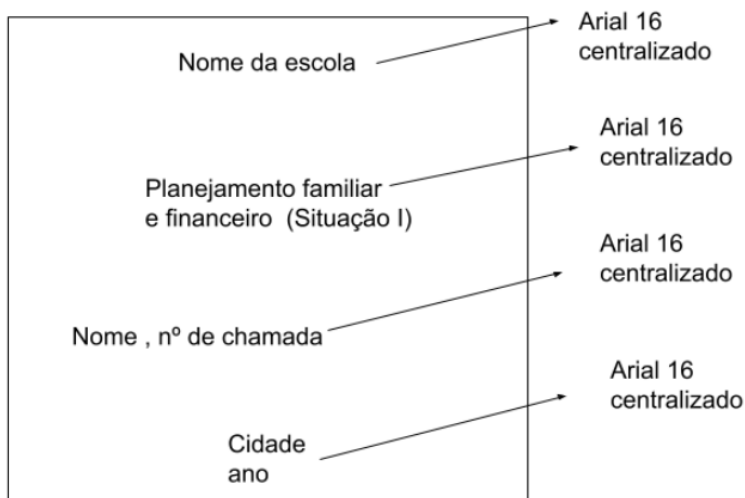 Arial 16
centralizado
Nome da escola
Arial 16
centralizado
Planejamento familiar
e financeiro (Situação I)
Arial 16
centralizado
Nome , nº de chamada
Arial 16
centralizado
Cidade
ano